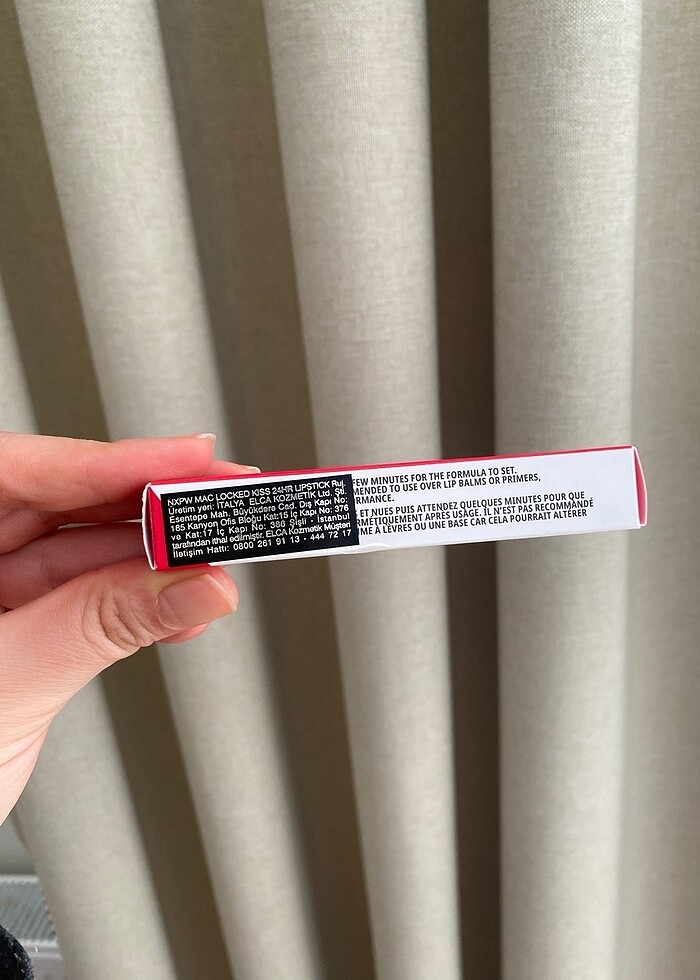 NXPW MAC LOCKED KISS 24HR LIPSTICK Ruj.
Üretim yeri: İTALYA ELCA KOZMETİK Ltd. Şti.
Esentepe Mah. Büyükdere Cad. Dış Kapı No:
185 Kanyon Ofis Bloğu Kat:15 İç Kapı No: 376
ve Kat:17 İç Kapı No: 388 Şişli - İstanbul
tarafından ithal edilmiştir. ELCA Kozmetik Müşteri
İletişim Hattı: 0800 261 91 13 - 444 72 17
FEW MINUTES FOR THE FORMULA TO SET.
MENDED TO USE OVER LIP BALMS OR PRIMERS,
RMANCE.
ET NUES PUIS ATTENDEZ QUELQUES MINUTES POUR QUE
RMÉTIQUEMENT APRÈS USAGE. IL N'EST PAS RECOMMANDÉ
ME À LÈVRES OU UNE BASE CAR CELA POURRAIT ALTÉRER